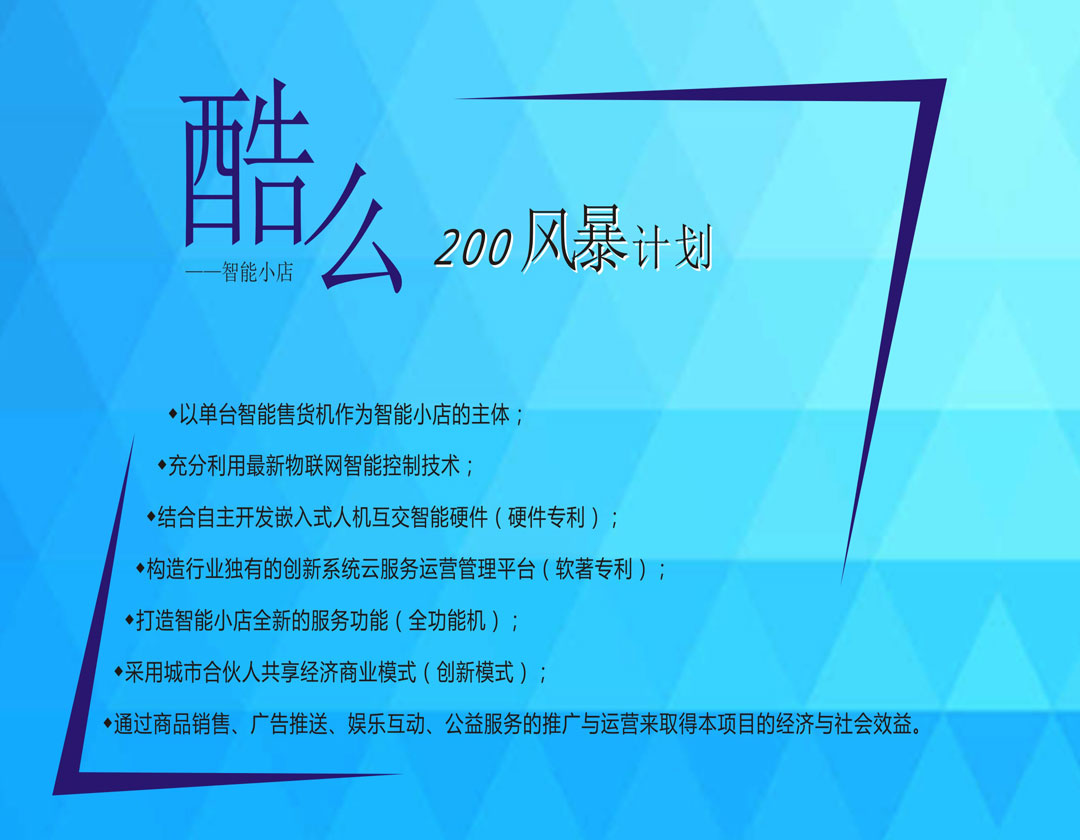 酷么
——智能小店
200风暴计划
◆以单台智能售货机作为智能小店的主体；
◆充分利用最新物联网智能控制技术；
◆结合自主开发嵌入式人机互交智能硬件（硬件专利）；
◆构造行业独有的创新系统云服务运营管理平台（软著专利）；
◆打造智能小店全新的服务功能（全功能机）；
◆采用城市合伙人共享经济商业模式（创新模式）；
◆通过商品销售、广告推送、娱乐互动、公益服务的推广与运营来取得本项目的经济与社会效益。